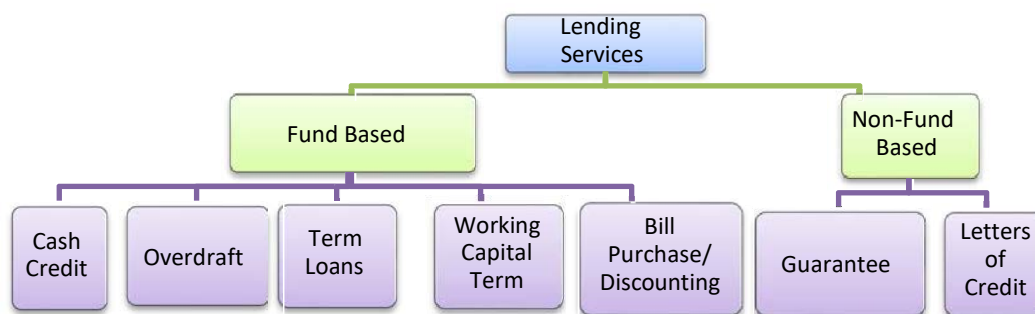 Lending
Services
Fund Based
Non-Fund
Based
Cash
Credit
Overdraft
Term
Loans
Working
Capital
Term
Bill
Purchase/
Discounting
Guarantee
Letters
of
Credit